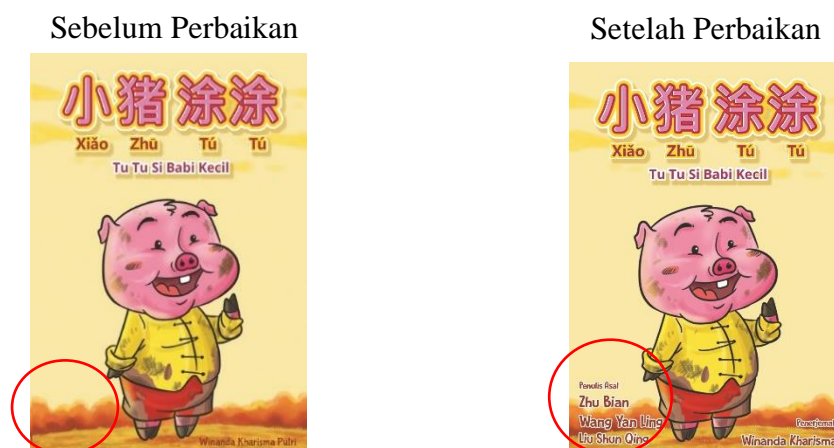 Sebelum Perbaikan
小猪 涂涂
Xiǎo Zhū Tú Tú
Tu Tu Si Babi Kecil
Winanda Kharisma Putri
Setelah Perbaikan
小猪 涂涂
Xiǎo Zhū Tú Tú
Tu Tu Si Babi Kecil
Penulis Asal
Zhu Bian
Wang Yan Ling
Liu Shun Qing
Winanda Kharisma